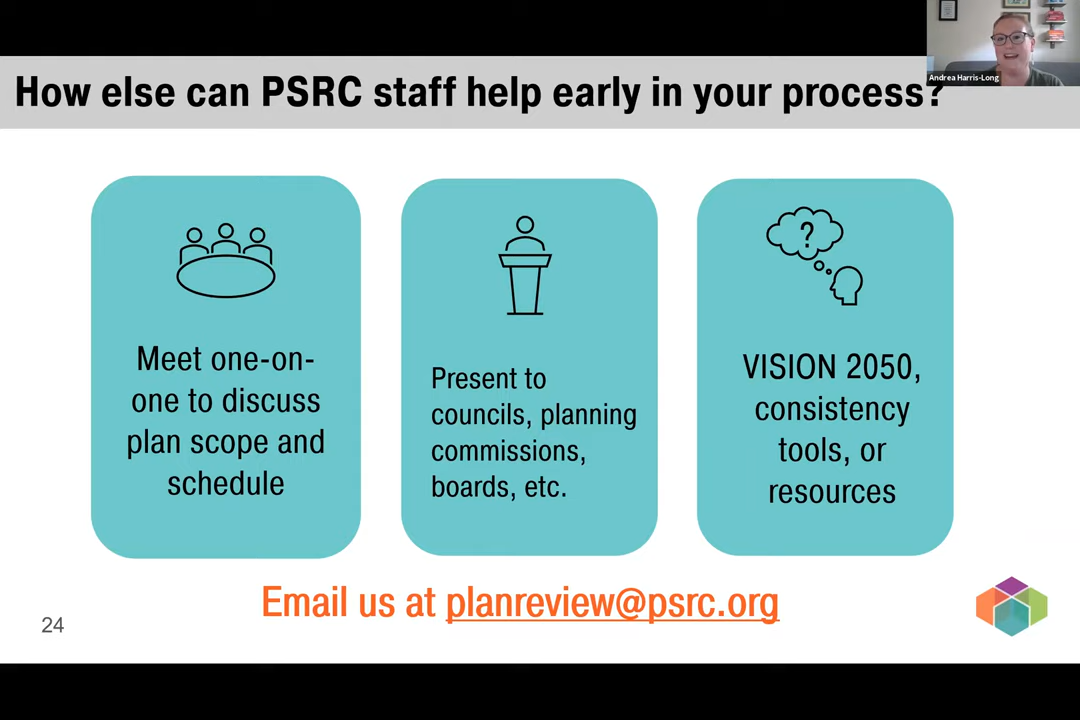 Andrea Harris-Long
How else can PSRC staff help early in your process?
?
Meet one-on-
one to discuss
plan scope and
schedule
Present to
councils, planning
commissions,
boards, etc.
VISION 2050,
consistency
tools, or
resources
Email us at planreview@psrc.org
24